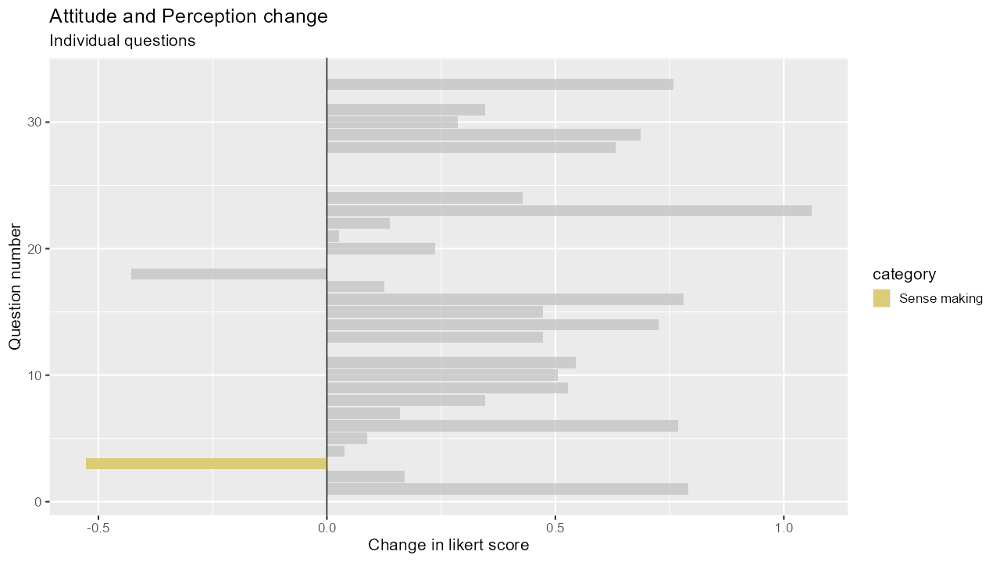 Attitude and Perception change
Individual questions
Question number
30
20
10
0
-0.5
0.0
0.5
1.0
Change in likert score
category
Sense making